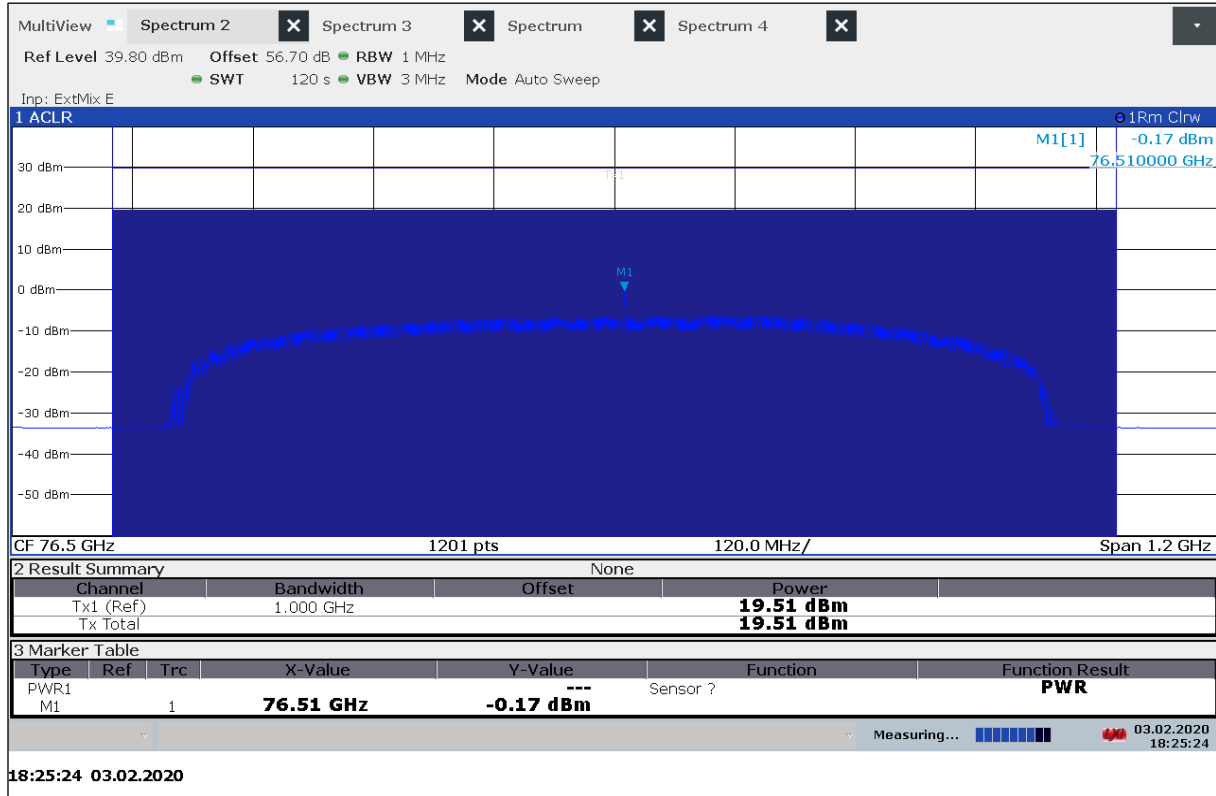 MultiView Spectrum 2 Spectrum 3 Spectrum Spectrum 4
Ref Level 39.80 dBm Offset 56.70 dB RBW 1 MHz
SWT 120 s VBW 3 MHz Mode Auto Sweep
Inp: ExtMix E
1 ACLR 1Rm Clrw
M1[1] -0.17 dBm
76.510000 GHz
30 dBm
Tx1
20 dBm
10 dBm
M1
0 dBm
-10 dBm
-20 dBm
-30 dBm
-40 dBm
-50 dBm
CF 76.5 GHz 1201 pts 120.0 MHz/ Span 1.2 GHz
2 Result Summary None
Channel Bandwidth Offset Power
Tx1 (Ref) 1.000 GHz 19.51 dBm
Tx Total 19.51 dBm
3 Marker Table
Type Ref Trc X-Value Y-Value Function Function Result
PWR1 --- Sensor ? PWR
M1 1 76.51 GHz -0.17 dBm
Measuring... 03.02.2020
18:25:24
18:25:24 03.02.2020